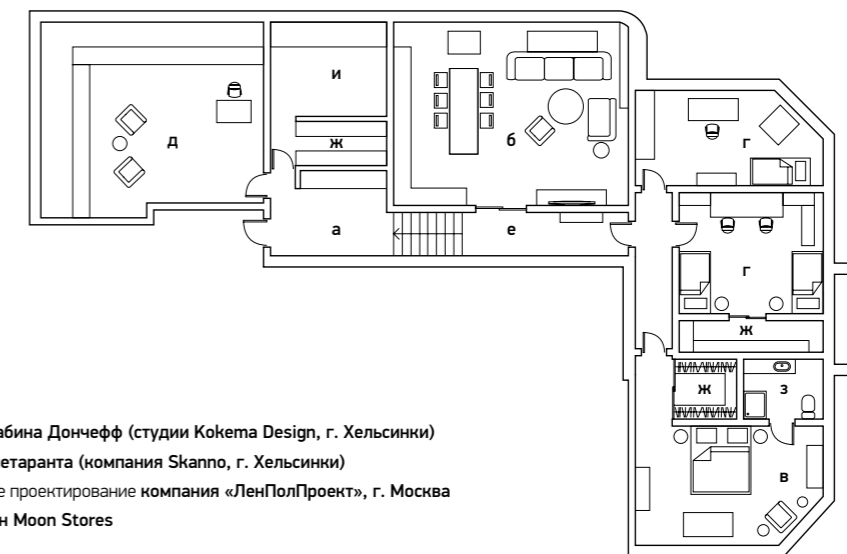 и
д
ж
б
г
а
е
г
ж
ж
з
в
абина Дончефф (студии Kokema Design, г. Хельсинки)
етаранта (компания Skanno, г. Хельсинки)
е проектирование компания «ЛенПолПроект», г. Москва
н Moon Stores